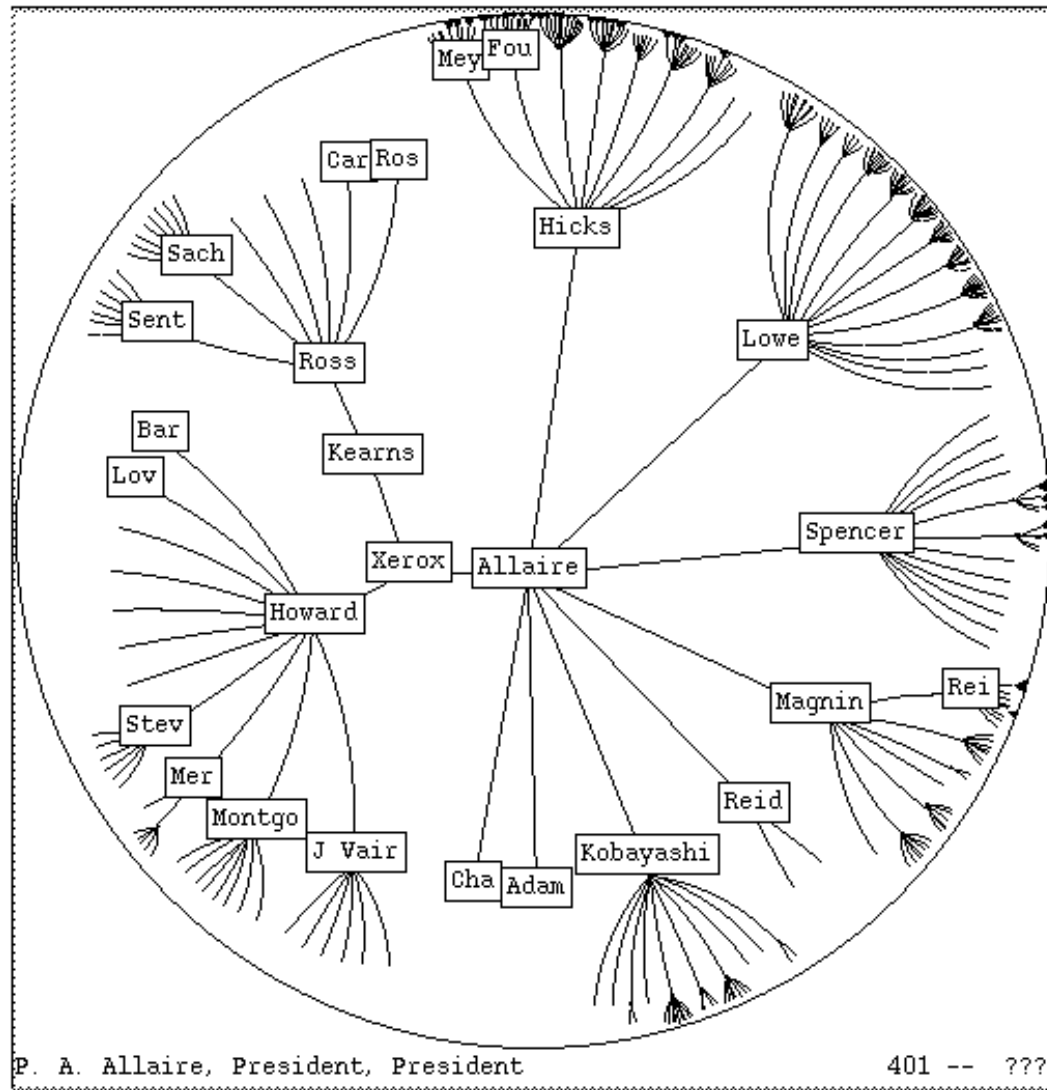 Mey
Fou
Car
Ros
Hicks
Sach
Sent
Ross
Lowe
Bar
Kearns
Lov
Spencer
Xerox
Allaire
Howard
Rei
Magnin
Stev
Mer
Reid
Montgo
J Vair
Kobayashi
Cha
Adam
P. A. Allaire, President, President
401 -- ???